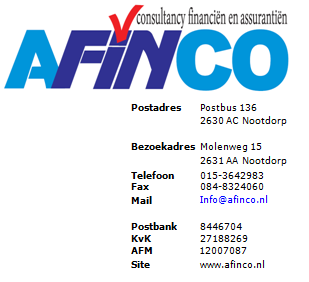 consultancy financiën en assurantiën
AFINCO
Postadres Postbus 136
2630 AC Nootdorp
Bezoekadres Molenweg 15
2631 AA Nootdorp
Telefoon 015-3642983
Fax 084-8324060
Mail Info@afinco.nl
Postbank 8446704
KvK 27188269
AFM 12007087
Site www.afinco.nl